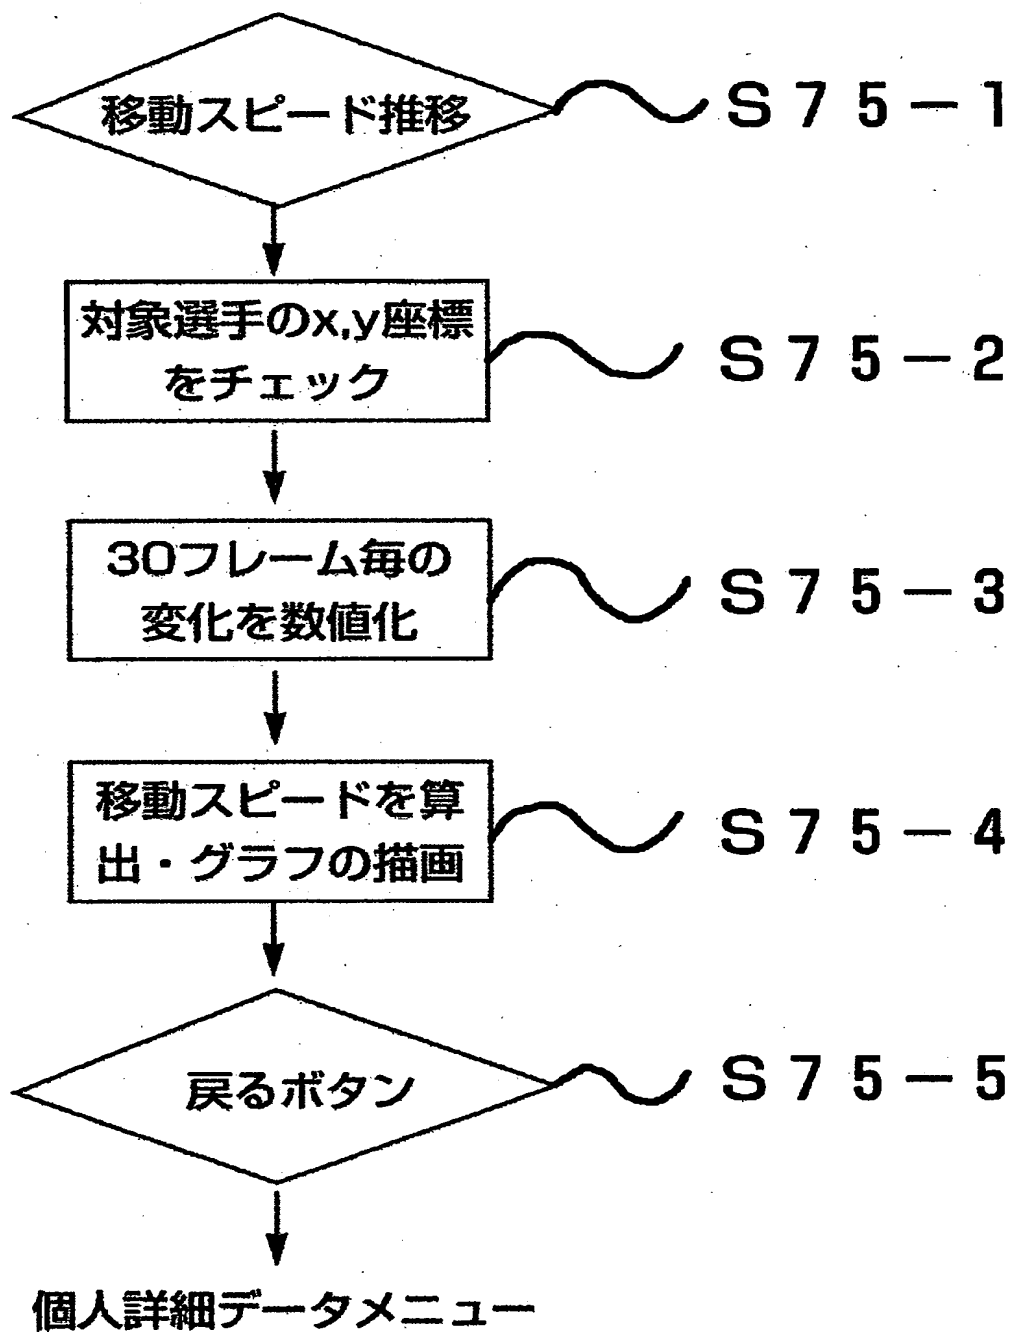 移動スピード推移
S75-1
対象選手のx,y座標
をチェック
S75-2
30フレーム毎の
変化を数値化
S75-3
移動スピードを算
出・グラフの描画
S75-4
戻るボタン
S75-5
個人詳細データメニュー